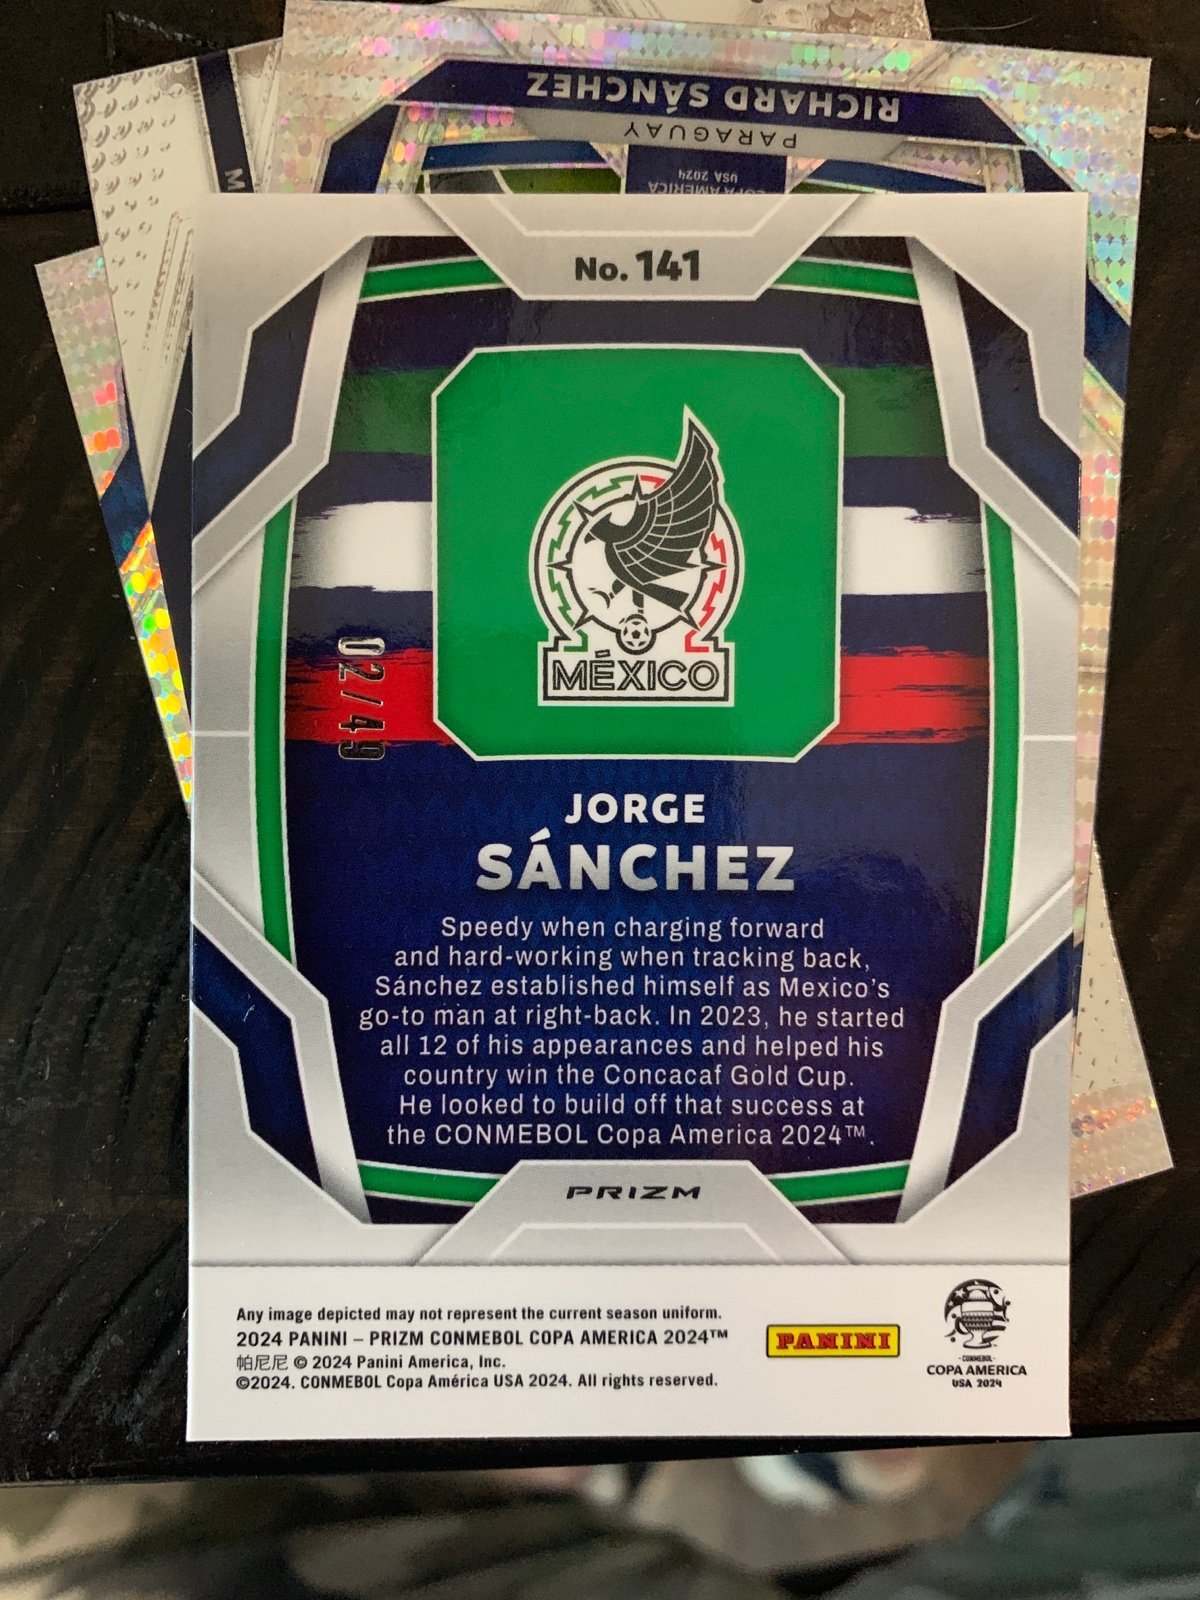 RICHARD SÁNCHEZ
PARAGUAY
COPA AMERICA
USA 2024
M
No. 141
MÉXICO
02/49
JORGE
SÁNCHEZ
Speedy when charging forward
and hard-working when tracking back,
Sánchez established himself as Mexico's
go-to man at right-back. In 2023, he started
all 12 of his appearances and helped his
country win the Concacaf Gold Cup.
He looked to build off that success at
the CONMEBOL Copa America 2024™.
PRIZM
Any image depicted may not represent the current season uniform.
2024 PANINI – PRIZM CONMEBOL COPA AMERICA 2024™
帕尼尼 © 2024 Panini America, Inc.
©2024. CONMEBOL Copa América USA 2024. All rights reserved.
PANINI
-CONMEBOL-
COPA AMERICA
USA 2024